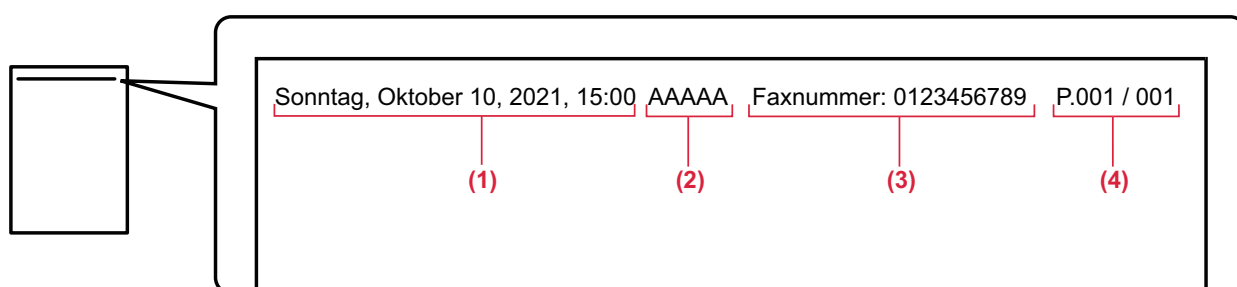 Sonntag, Oktober 10, 2021, 15:00 AAAAA Faxnummer: 0123456789 P.001 / 001
(1) (2) (3) (4)